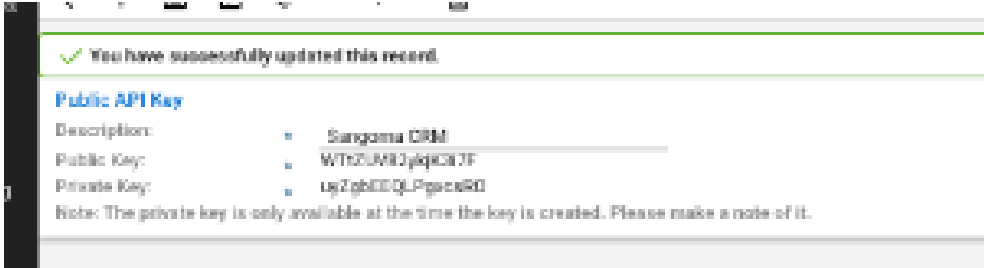 You have successfully updated this record.
Public API Key
Description: Sangoma CRM
Public Key:
Private Key:
Note: The private key is only available at the time the key is created. Please make a note of it.